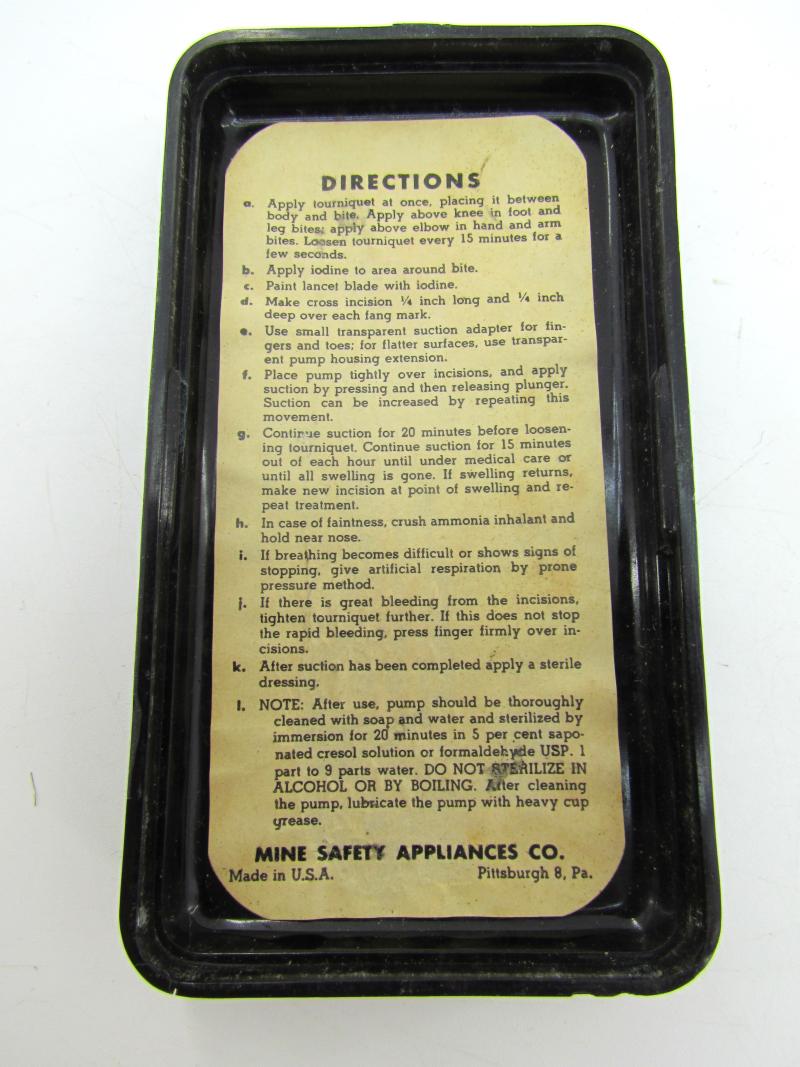 DIRECTIONS
a. Apply tourniquet at once, placing it between
body and bite. Apply above knee in foot and
leg bites; apply above elbow in hand and arm
bites. Loosen tourniquet every 15 minutes for a
few seconds.
b. Apply iodine to area around bite.
c. Paint lancet blade with iodine.
d. Make cross incision ¼ inch long and ¼ inch
deep over each fang mark.
e. Use small transparent suction adapter for fin-
gers and toes; for flatter surfaces, use transpar-
ent pump housing extension.
f. Place pump tightly over incisions, and apply
suction by pressing and then releasing plunger.
Suction can be increased by repeating this
movement.
g. Continue suction for 20 minutes before loosen-
ing tourniquet. Continue suction for 15 minutes
out of each hour until under medical care or
until all swelling is gone. If swelling returns,
make new incision at point of swelling and re-
peat treatment.
h. In case of faintness, crush ammonia inhalant and
hold near nose.
i. If breathing becomes difficult or shows signs of
stopping, give artificial respiration by prone
pressure method.
j. If there is great bleeding from the incisions,
tighten tourniquet further. If this does not stop
the rapid bleeding, press finger firmly over in-
cisions.
k. After suction has been completed apply a sterile
dressing.
l. NOTE: After use, pump should be thoroughly
cleaned with soap and water and sterilized by
immersion for 20 minutes in 5 per cent sapo-
nated cresol solution or formaldehyde USP. 1
part to 9 parts water. DO NOT STERILIZE IN
ALCOHOL OR BY BOILING. After cleaning
the pump, lubricate the pump with heavy cup
grease.
MINE SAFETY APPLIANCES CO.
Made in U.S.A. Pittsburgh 8, Pa.